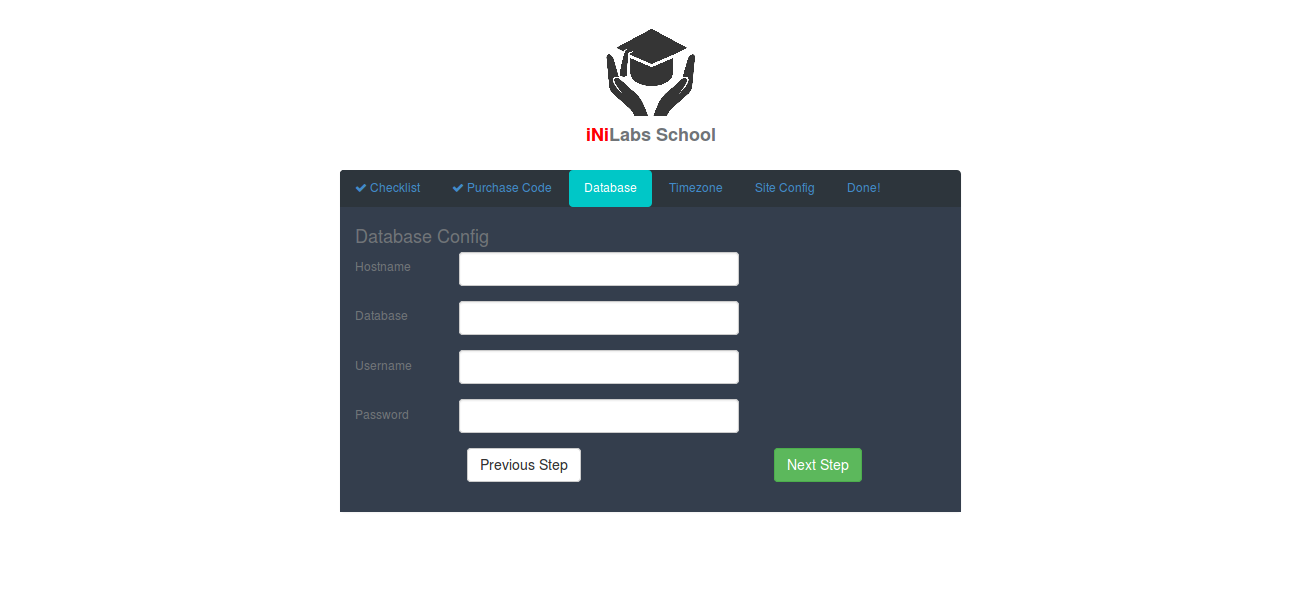 iNiLabs School
Checklist Purchase Code Database Timezone Site Config Done!
Database Config
Hostname
Database
Username
Password
Previous Step Next Step